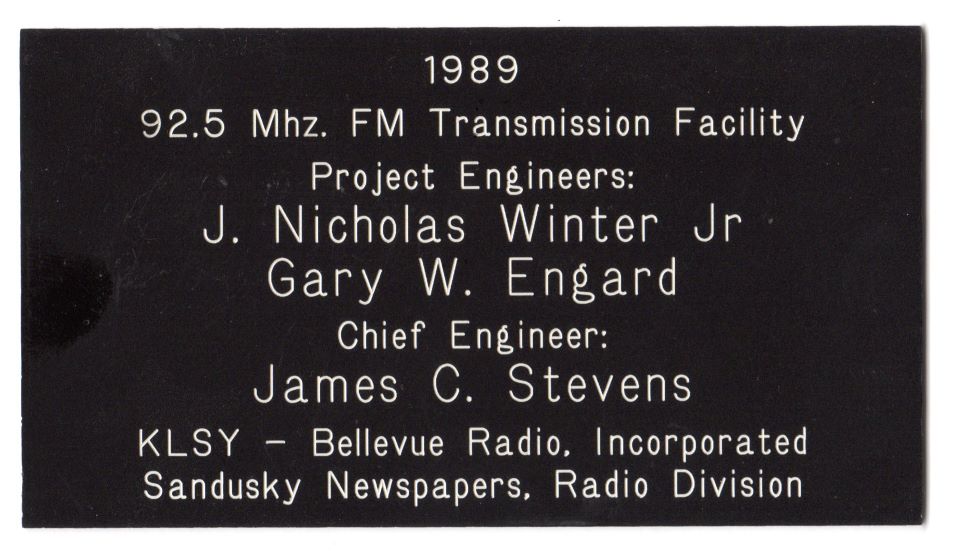 1989
92.5 Mhz. FM Transmission Facility
Project Engineers:
J. Nicholas Winter Jr
Gary W. Engard
Chief Engineer:
James C. Stevens
KLSY - Bellevue Radio, Incorporated
Sandusky Newspapers, Radio Division